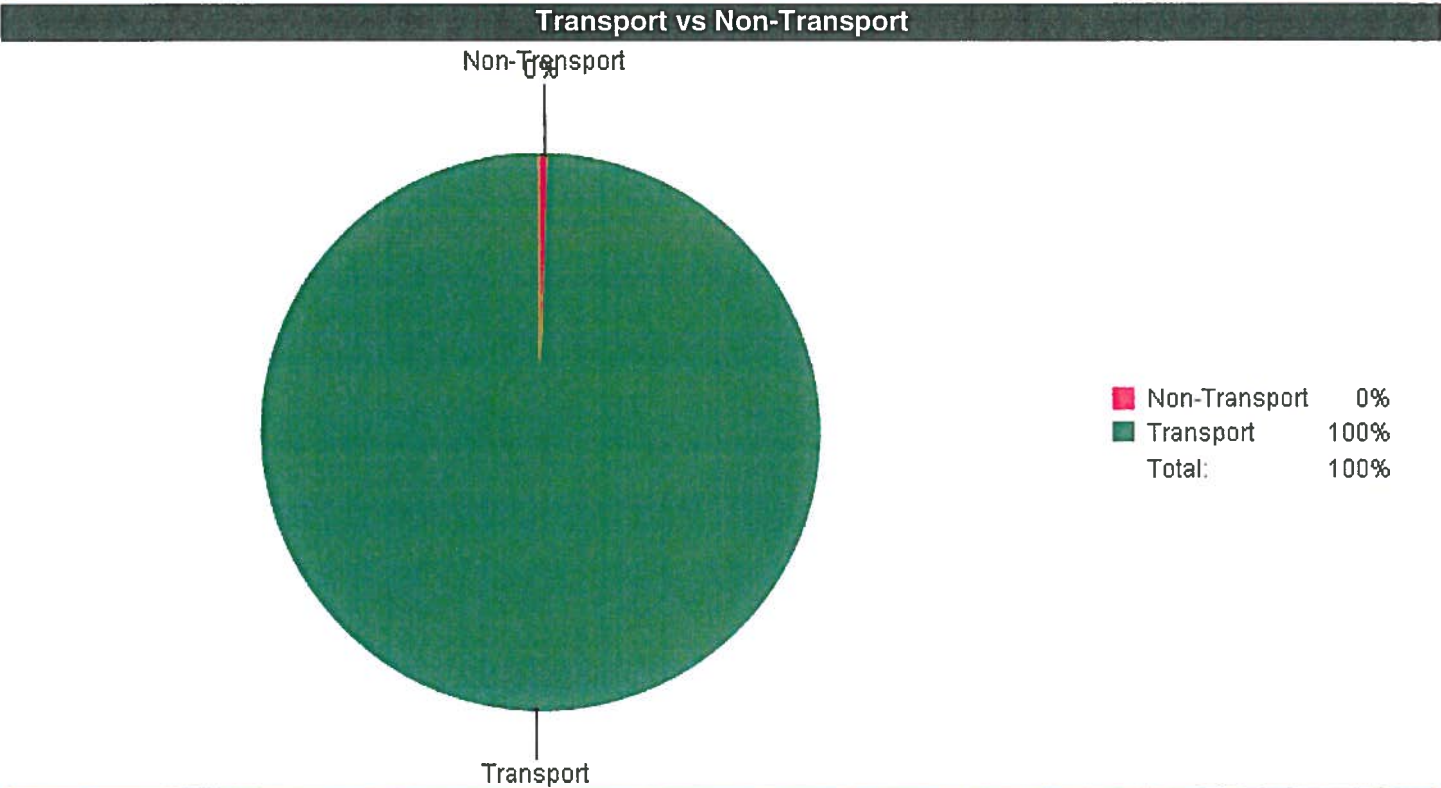 Transport vs Non-Transport
Non-Transport
0%
Non-Transport 0%
Transport 100%
Total: 100%
Transport